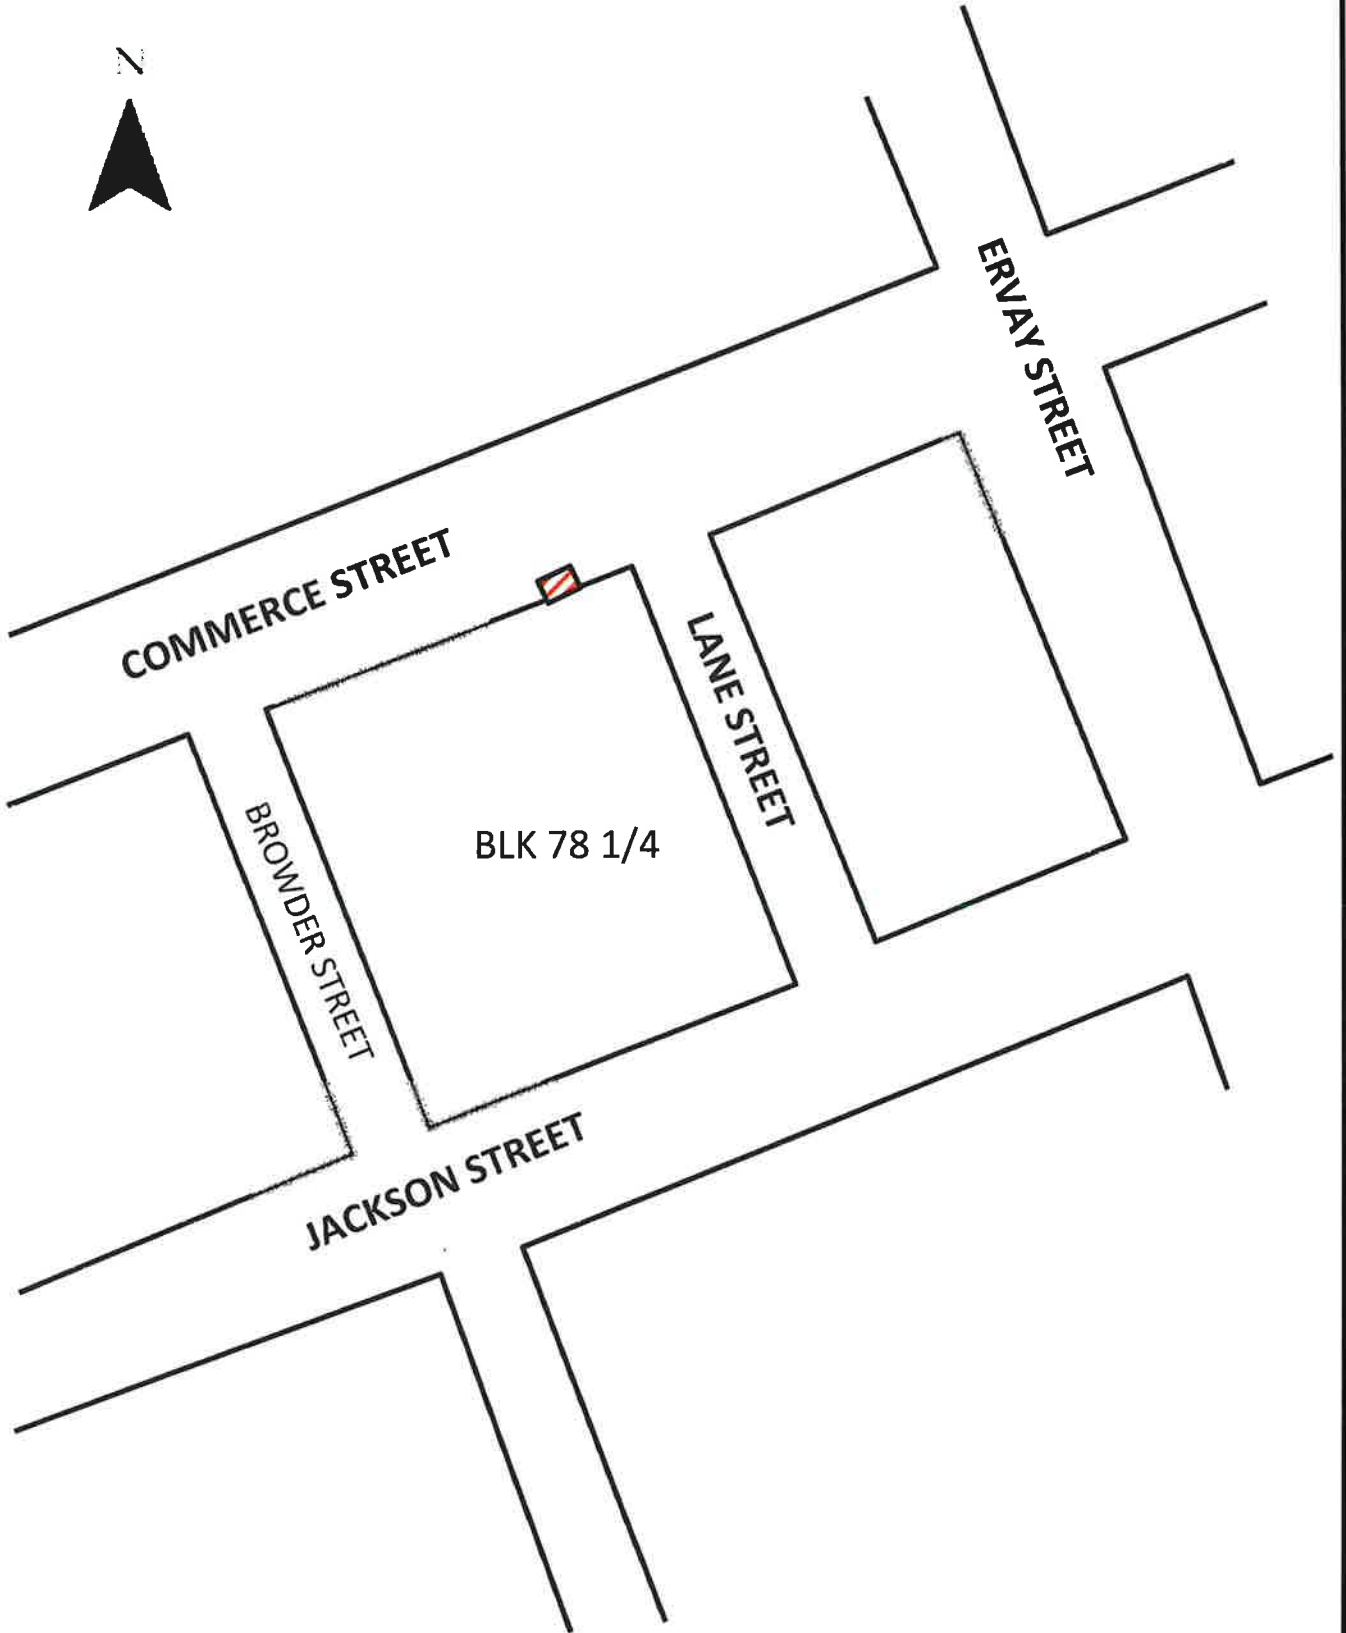 N
ERVAY STREET
COMMERCE STREET
LANE STREET
BROWDER STREET
BLK 78 1/4
JACKSON STREET